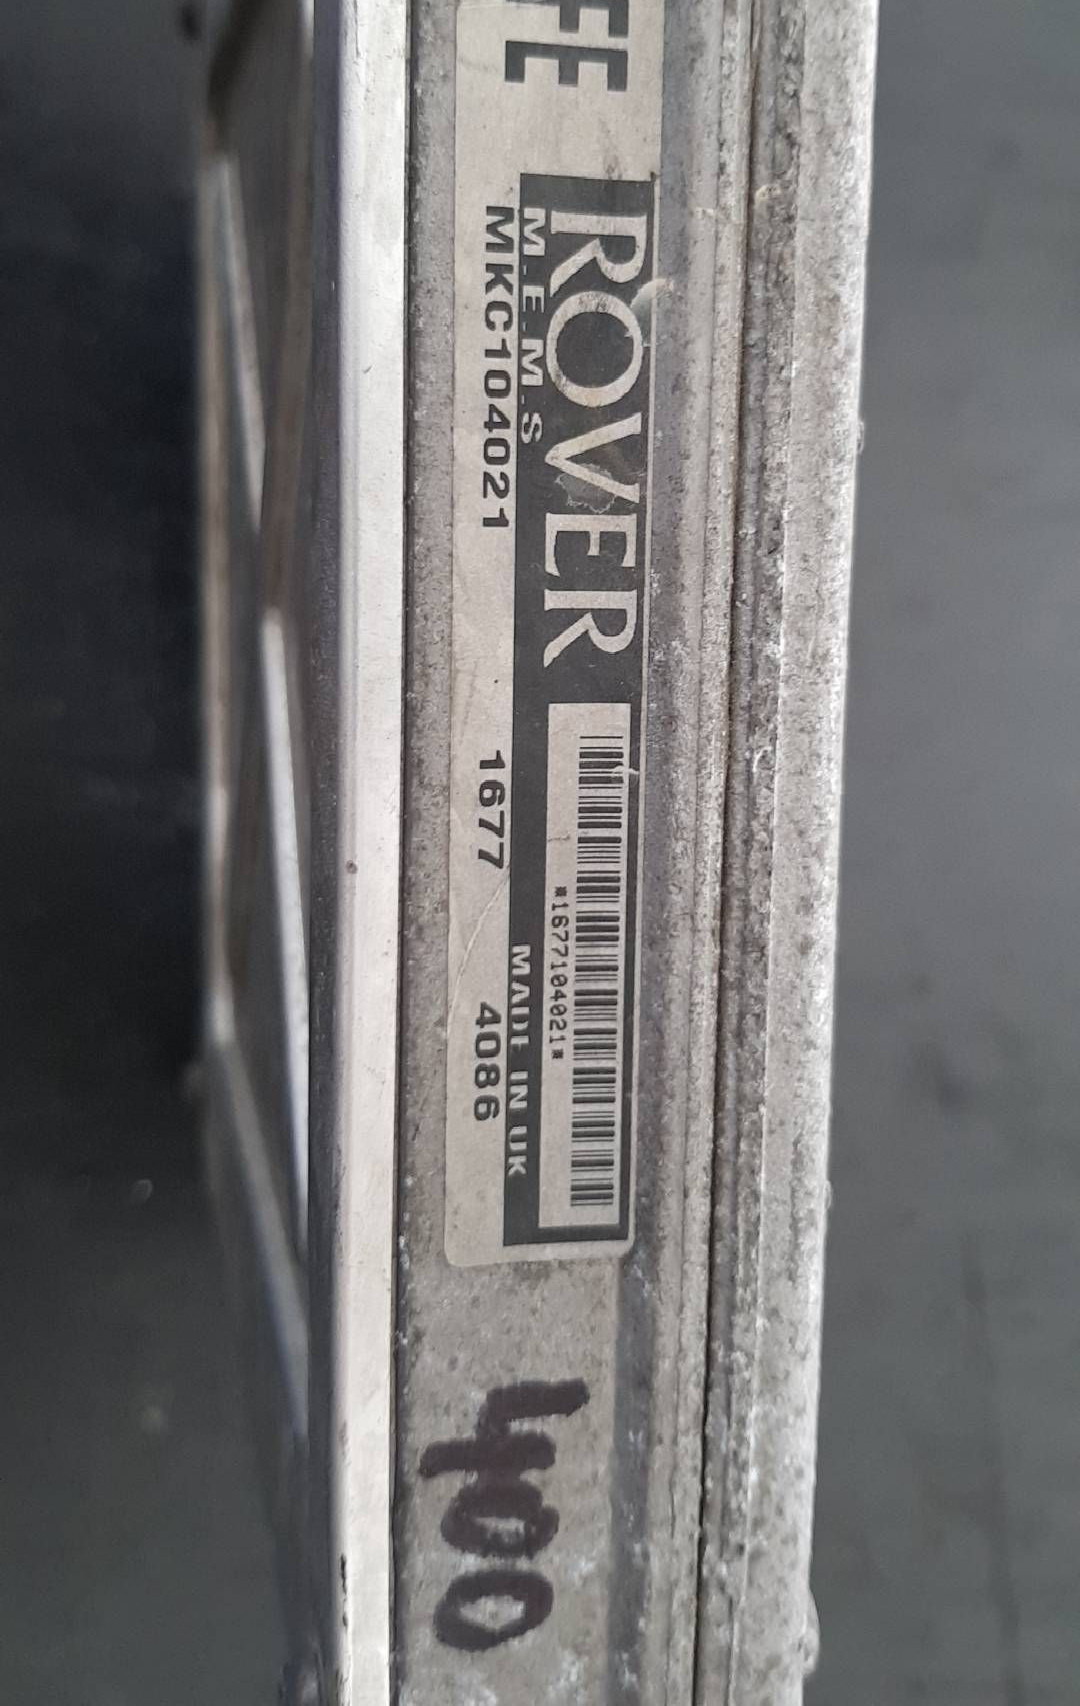 FE
ROVER
M.E.M.S
MKC104021 1677 4086
*1677104021*
MADE IN UK
400